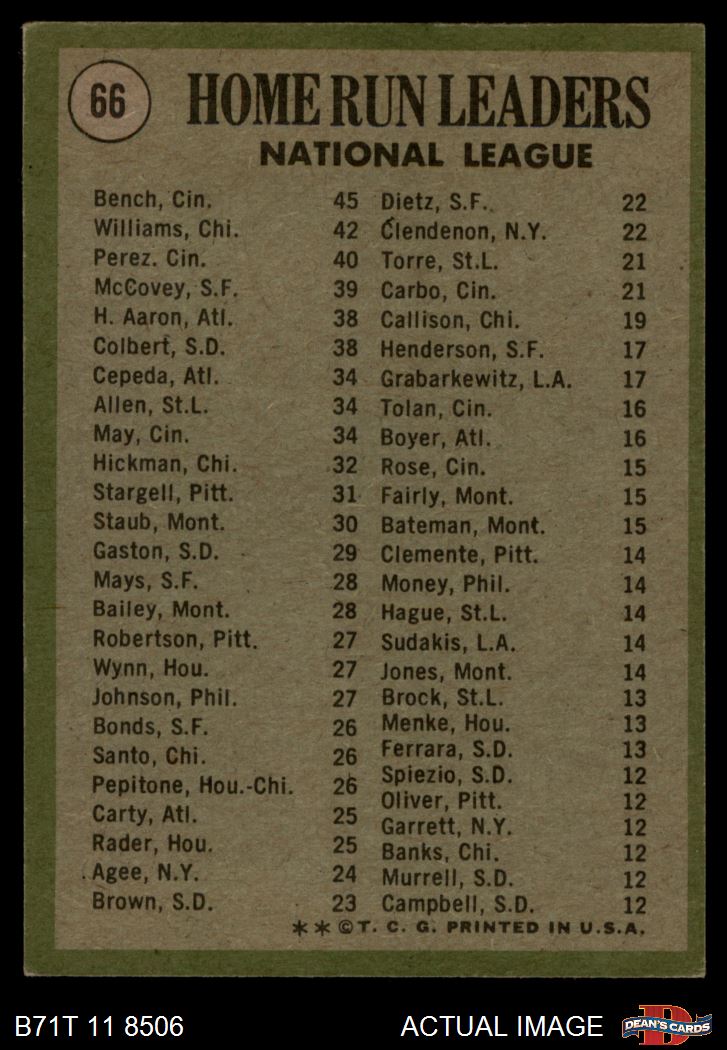 66
HOME RUN LEADERS
NATIONAL LEAGUE
Bench, Cin. 45
Williams, Chi. 42
Perez. Cin. 40
McCovey, S.F. 39
H. Aaron, Atl. 38
Colbert, S.D. 38
Cepeda, Atl. 34
Allen, St.L. 34
May, Cin. 34
Hickman, Chi. 32
Stargell, Pitt. 31
Staub, Mont. 30
Gaston, S.D. 29
Mays, S.F. 28
Bailey, Mont. 28
Robertson, Pitt. 27
Wynn, Hou. 27
Johnson, Phil. 27
Bonds, S.F. 26
Santo, Chi. 26
Pepitone, Hou.-Chi. 26
Carty, Atl. 25
Rader, Hou. 25
Agee, N.Y. 24
Brown, S.D. 23
Dietz, S.F. 22
Clendenon, N.Y. 22
Torre, St.L. 21
Carbo, Cin. 21
Callison, Chi. 19
Henderson, S.F. 17
Grabarkewitz, L.A. 17
Tolan, Cin. 16
Boyer, Atl. 16
Rose, Cin. 15
Fairly, Mont. 15
Bateman, Mont. 15
Clemente, Pitt. 14
Money, Phil. 14
Hague, St.L. 14
Sudakis, L.A. 14
Jones, Mont. 14
Brock, St.L. 13
Menke, Hou. 13
Ferrara, S.D. 13
Spiezio, S.D. 12
Oliver, Pitt. 12
Garrett, N.Y. 12
Banks, Chi. 12
Murrell, S.D. 12
Campbell, S.D. 12
**©T. C. G. PRINTED IN U.S.A.
B71T 11 8506
ACTUAL IMAGE
D
DEAN'S CARDS